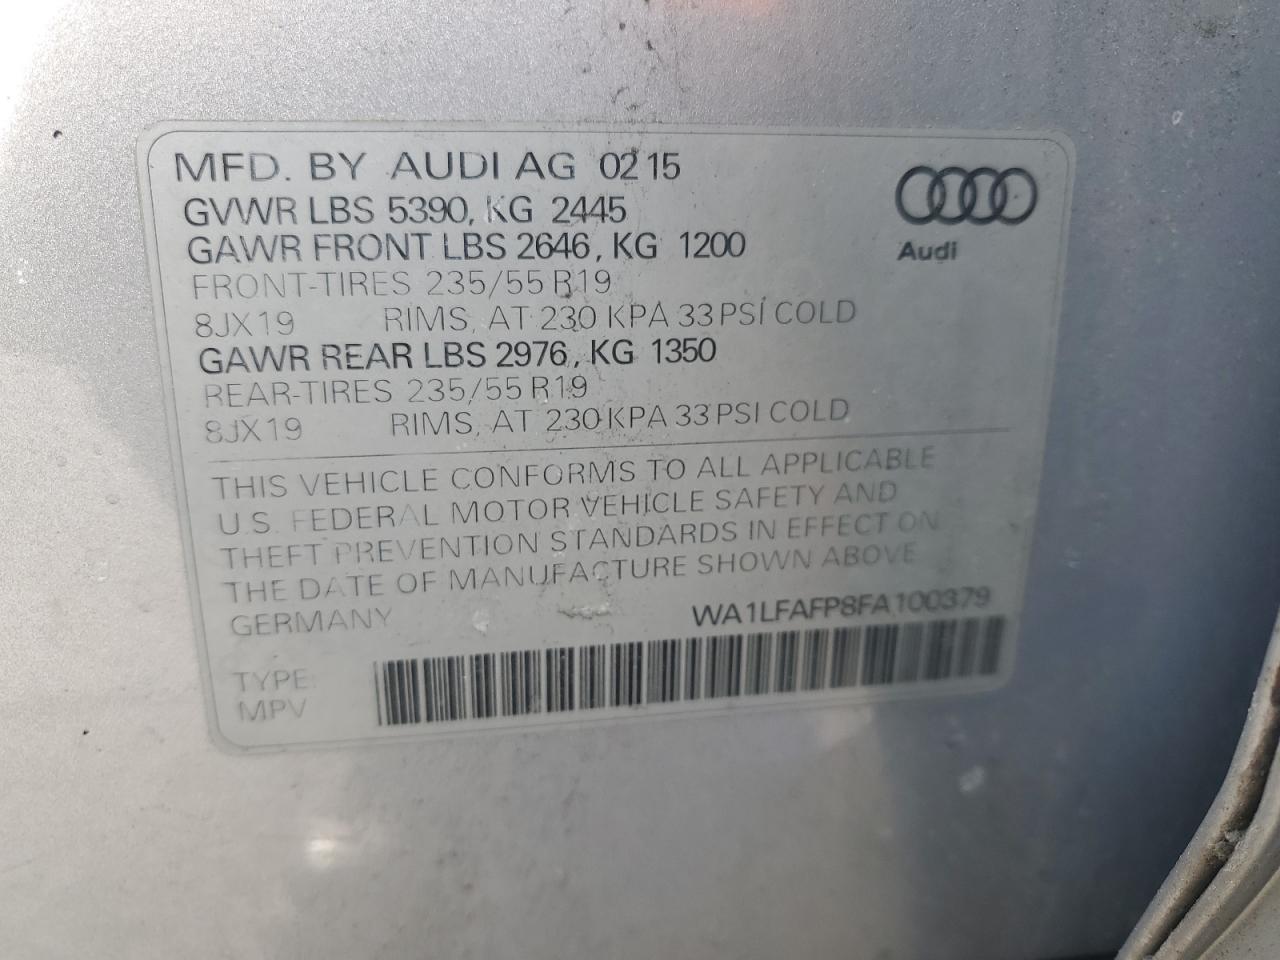 MFD. BY AUDI AG 02 15
GVWR LBS 5390, KG 2445
GAWR FRONT LBS 2646, KG 1200
FRONT-TIRES 235/55 R19
8JX19 RIMS, AT 230 KPA 33 PSI COLD
GAWR REAR LBS 2976, KG 1350
REAR-TIRES 235/55 R19
8JX19 RIMS, AT 230 KPA 33 PSI COLD
Audi
THIS VEHICLE CONFORMS TO ALL APPLICABLE
U.S. FEDERAL MOTOR VEHICLE SAFETY AND
THEFT PREVENTION STANDARDS IN EFFECT ON
THE DATE OF MANUFACTURE SHOWN ABOVE
GERMANY WA1LFAFP8FA100379
TYPE:
MPV